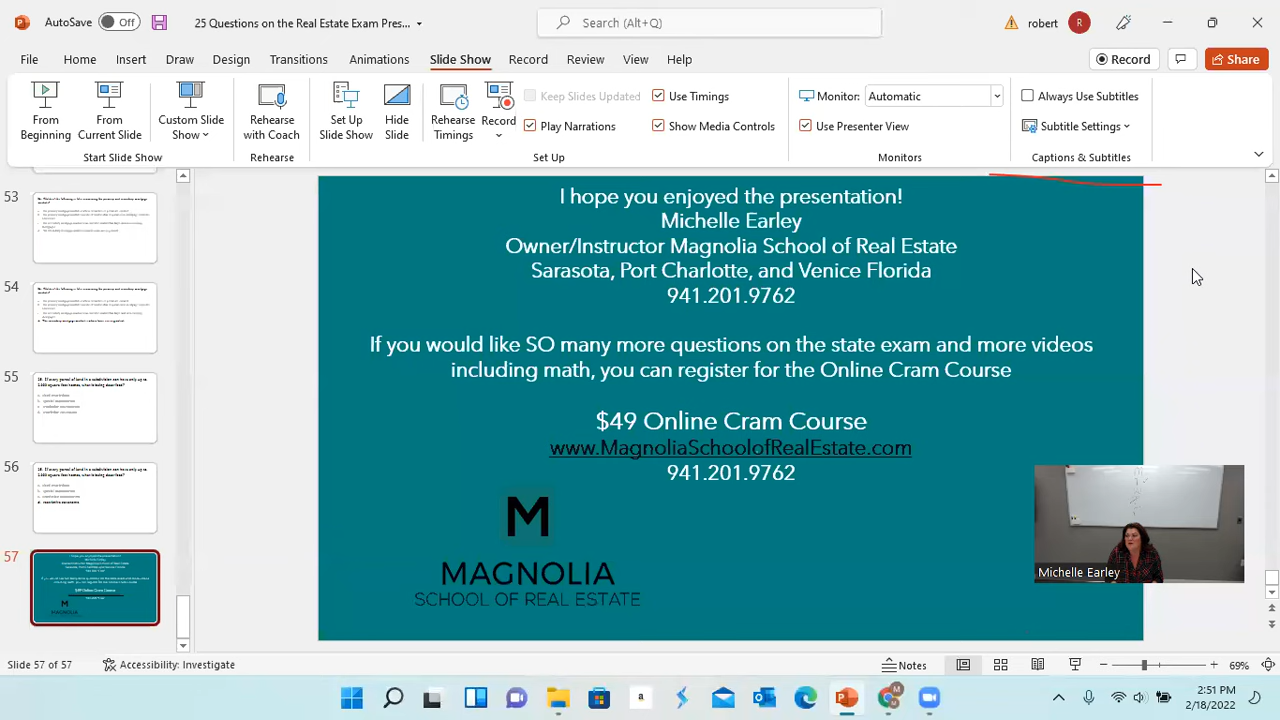 AutoSave Off 25 Questions on the Real Estate Exam Pres... Search (Alt+Q) robert R
File Home Insert Draw Design Transitions Animations Slide Show Record Review View Help Record Share
From Beginning
From Current Slide
Custom Slide Show
Rehearse with Coach
Set Up Slide Show
Hide Slide
Rehearse Timings
Record
Keep Slides Updated
Play Narrations
Use Timings
Show Media Controls
Monitor: Automatic
Use Presenter View
Always Use Subtitles
Subtitle Settings
Start Slide Show Rehearse Set Up Monitors Captions & Subtitles
53
54
55
56
57
I hope you enjoyed the presentation!
Michelle Earley
Owner/Instructor Magnolia School of Real Estate
Sarasota, Port Charlotte, and Venice Florida
941.201.9762
If you would like SO many more questions on the state exam and more videos
including math, you can register for the Online Cram Course
$49 Online Cram Course
www.MagnoliaSchoolofRealEstate.com
941.201.9762
M
MAGNOLIA
SCHOOL OF REAL ESTATE
Michelle Earley
Slide 57 of 57 Accessibility: Investigate Notes 69%
2:51 PM
2/18/2022